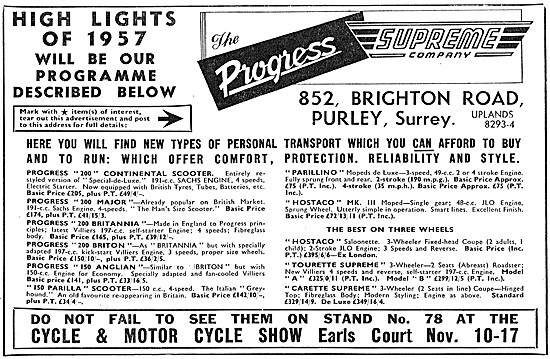 HIGH LIGHTS
OF 1957
WILL BE OUR
PROGRAMME
DESCRIBED BELOW
Mark with ★ item(s) of interest,
tear out this advertisement and post
to this address for full details:
The
Progress
SUPREME
COMPANY
852, BRIGHTON ROAD,
PURLEY, Surrey. UPLANDS
8293-4
HERE YOU WILL FIND NEW TYPES OF PERSONAL TRANSPORT WHICH YOU CAN AFFORD TO BUY
AND TO RUN: WHICH OFFER COMFORT, PROTECTION, RELIABILITY AND STYLE.
PROGRESS "200" CONTINENTAL SCOOTER. Entirely re-
styled version of "Special-de-Luxe." 191-c.c. SACHS ENGINE, 4 speeds,
Electric Starter. Now equipped with British Tyres, Tubes, Batteries, etc.
Basic Price £205, plus P.T. £49/4/-.
PROGRESS "200 MAJOR"—Already popular on British Market.
191-c.c. Sachs Engine, 4-speeds. "The Man's Size Scooter." Basic Price
£174, plus P.T. £41/15/3.
PROGRESS "200 BRITANNIA"—Made in England to Progress prin-
ciples; latest Villiers 197-c.c. self-starter Engine; 4 speeds; Fibreglass
body. £165, plus P.T. £39/12/-.
PROGRESS "200 BRITON"—As "BRITANNIA" but with specially
adapted 197-c.c. kick-start Villiers Engine, 3 speeds, proper size wheels.
Basic Price £150/10/-, plus P.T. £36/2/5.
PROGRESS "150 ANGLIAN"—Similar to "BRITON" but with
150-c.c. Engine for Economy. Specially adapted fan-cooled Villiers
Basic price £141, plus P.T. £33/16/5.
"150 PARILLA" SCOOTER—150 c.c. 4-speed. The Italian "Grey-
hound." An old favourite re-appearing in Britain. Basic Price £142/10/-,
plus P.T. £34/4/-.
"PARILLINO" Mopeds de Luxe—3-speed, 49-c.c. 2 or 4 stroke Engine.
Fully sprung front and rear. 2-stroke (390 m.p.g.). Basic Price Approx.
£75 (P.T. Inc.). 4-stroke (35 m.p.h.). Basic Price Approx. £75 (P.T.
Inc.).
"HOSTACO" MK. II Moped—Single gear; 48-c.c. JLO Engine,
Sprung Wheel. Utterly simple in operation. Smart lines. Excellent Finish.
Basic Price £72/13/11 (P.T. Inc.).
THE BEST ON THREE WHEELS
"HOSTACO" Salonnette. 3-Wheeler Fixed-head Coupe (2 adults, 1
child); 2-Stroke JLO Engine; 3 Speeds and Reverse. Basic Price (Inc.
P.T.) £395/6/6—Ex London.
"TOURETTE SUPREME" 3-Wheeler—2 Seats (Abreast) Roadster:
New Villiers 4 speeds and reverse, self-starter 197-c.c. Engine. Model
"A" £325/9/11 (P.T. Inc.). Model "B" £299/12/5 (P.T. Inc.).
"CARETTE SUPREME" 3-Wheeler (2 Seats in line) Coupe—Hinged
Top; Fibreglass Body; Modern Styling; Engine as above. Standard
£329/14/9. De Luxe £349/16/4.
DO NOT FAIL TO SEE THEM ON STAND No. 78 AT THE
CYCLE & MOTOR CYCLE SHOW Earls Court Nov. 10-17